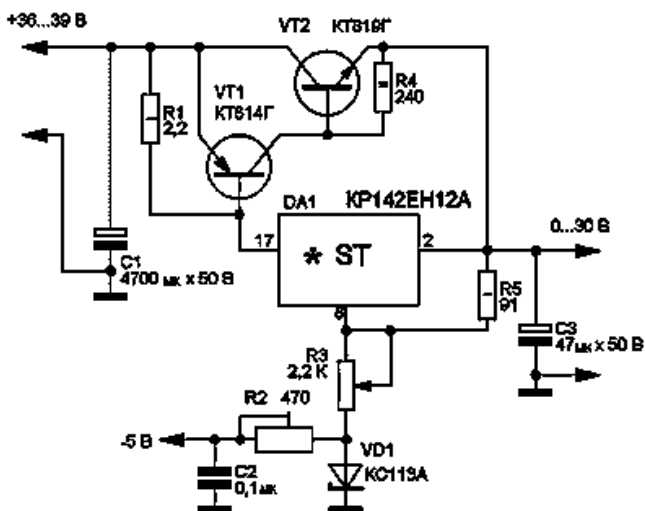 +36...39 В
VT2 КТ819Г
R4
240
VT1
КТ814Г
R1
2,2
DA1 КР142ЕН12А
17
* ST
2
0...30 В
C1
4700 мк x 50 В
8
R5
91
C3
47 мк x 50 В
R3
2,2 К
R2 470
-5 В
VD1
КС113А
C2
0,1 мк